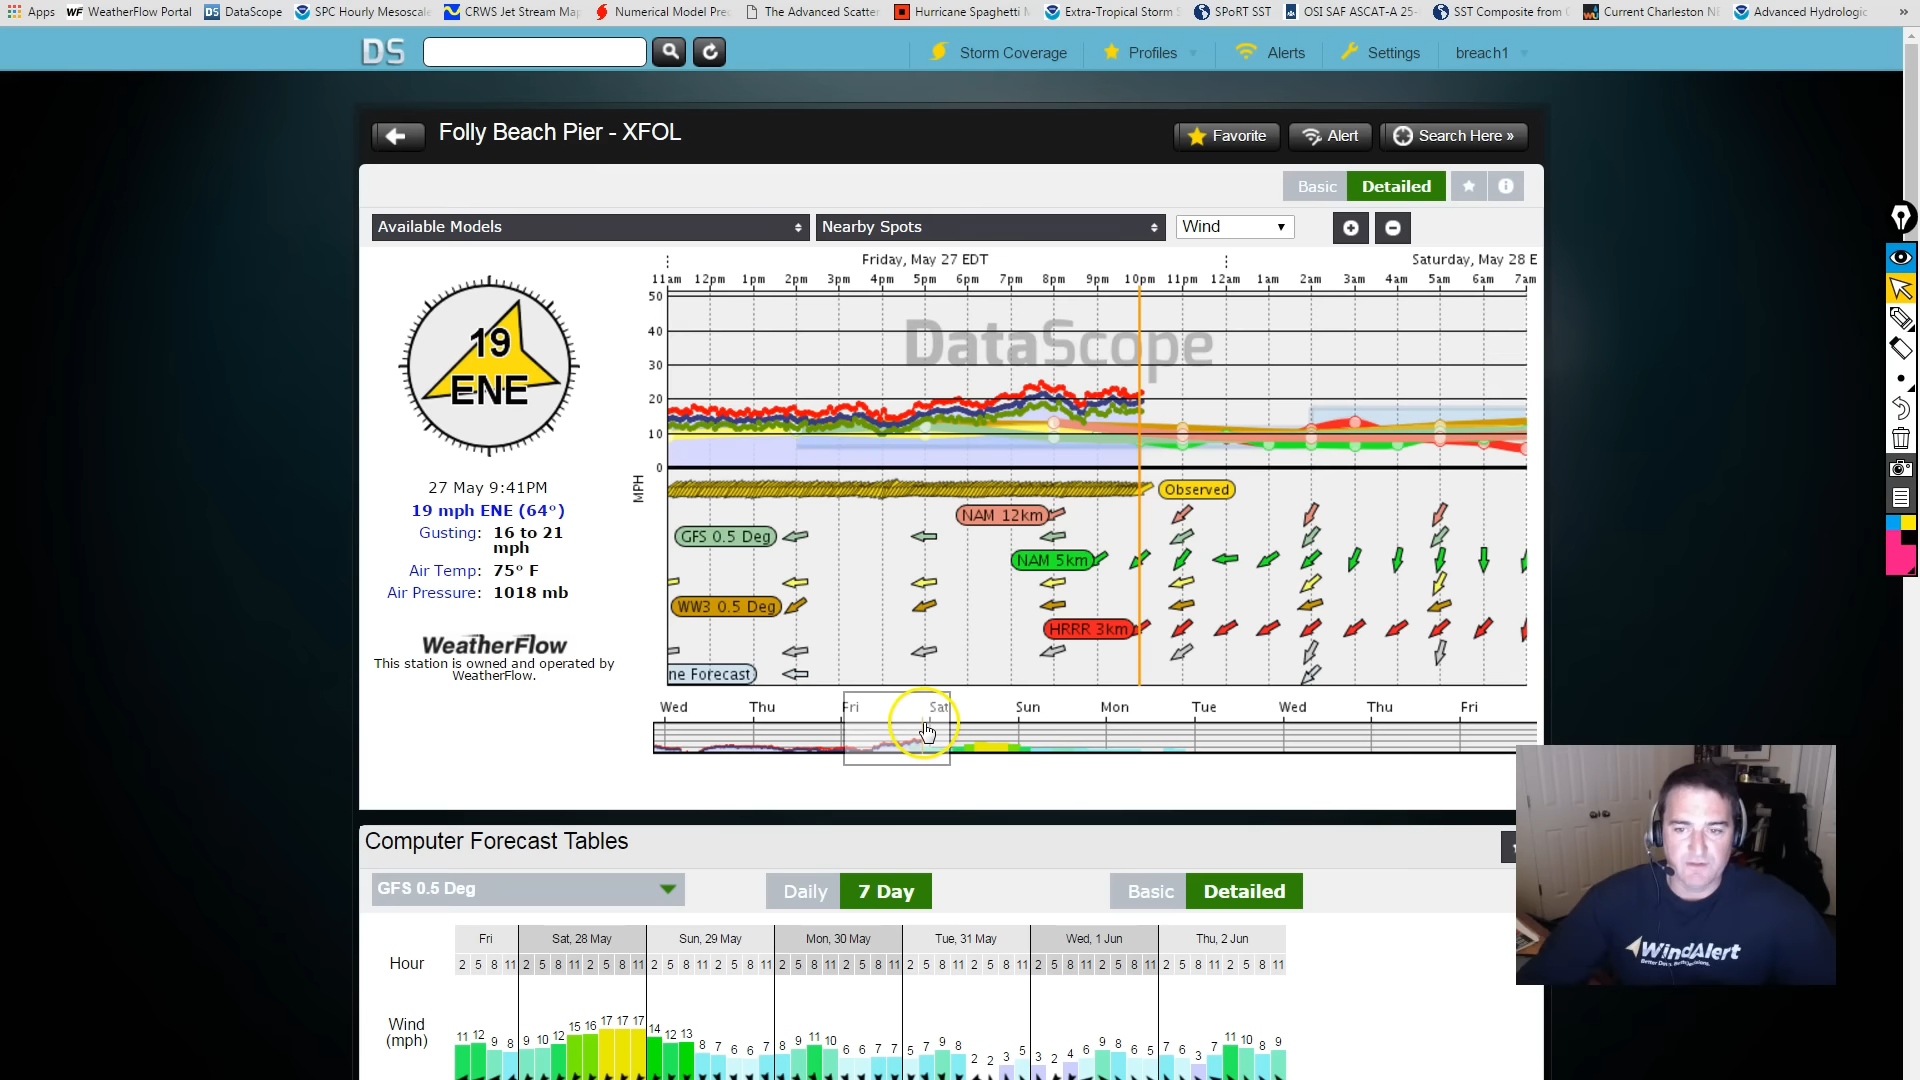 Apps WeatherFlow Portal DataScope SPC Hourly Mesoscale CRWS Jet Stream Map Numerical Model Pre The Advanced Scatter Hurricane Spaghetti M Extra-Tropical Storm S SPoRT SST OSI SAF ASCAT-A 25- SST Composite from C Current Charleston NE Advanced Hydrologic »
DS Storm Coverage Profiles Alerts Settings breach1
Folly Beach Pier - XFOL Favorite Alert Search Here »
Basic Detailed
Available Models Nearby Spots Wind
Friday, May 27 EDT Saturday, May 28 E
11am 12pm 1pm 2pm 3pm 4pm 5pm 6pm 7pm 8pm 9pm 10pm 11pm 12am 1am 2am 3am 4am 5am 6am 7am
50
40
30
20
10
0
MPH
DataScope
19
ENE
27 May 9:41PM
19 mph ENE (64°)
Gusting: 16 to 21
mph
Air Temp: 75° F
Air Pressure: 1018 mb
WeatherFlow
This station is owned and operated by
WeatherFlow.
Observed
NAM 12km
GFS 0.5 Deg
NAM 5km
WW3 0.5 Deg
HRRR 3km
ne Forecast
Wed Thu Fri Sat Sun Mon Tue Wed Thu Fri
Computer Forecast Tables
GFS 0.5 Deg Daily 7 Day Basic Detailed
Fri Sat, 28 May Sun, 29 May Mon, 30 May Tue, 31 May Wed, 1 Jun Thu, 2 Jun
Hour 2 5 8 11 2 5 8 11 2 5 8 11 2 5 8 11 2 5 8 11 2 5 8 11 2 5 8 11 2 5 8 11 2 5 8 11 2 5 8 11 2 5 8 11 2 5 8 11 2 5 8 11
Wind
(mph)
11 12 9 8 9 10 12 15 16 17 17 17 14 12 13 8 7 6 6 7 8 9 11 10 6 6 7 7 5 7 9 8 2 2 3 5 3 2 4 6 9 8 6 5 7 6 3 7 11 10 8 9
WindAlert